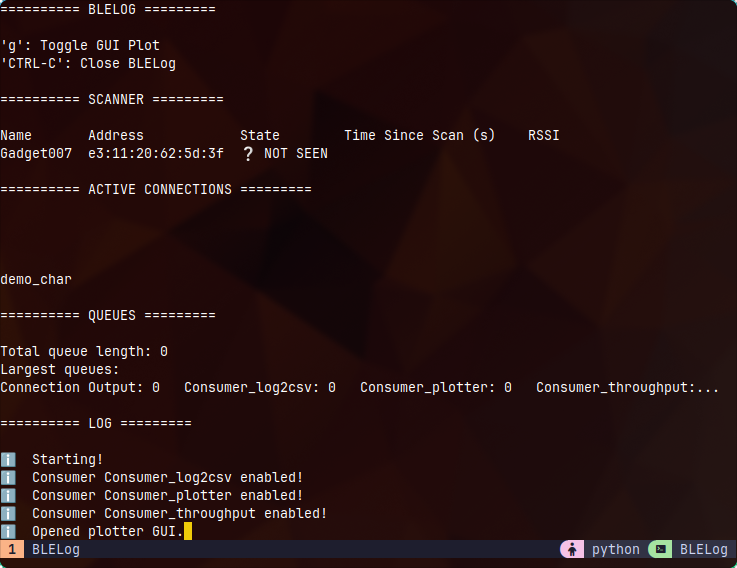 ========== BLELOG =========
'g': Toggle GUI Plot
'CTRL-C': Close BLELog
========== SCANNER =========
Name Address State Time Since Scan (s) RSSI
Gadget007 e3:11:20:62:5d:3f ❔ NOT SEEN
========== ACTIVE CONNECTIONS =========
demo_char
========== QUEUES =========
Total queue length: 0
Largest queues:
Connection Output: 0 Consumer_log2csv: 0 Consumer_plotter: 0 Consumer_throughput:...
========== LOG =========
ℹ️ Starting!
ℹ️ Consumer Consumer_log2csv enabled!
ℹ️ Consumer Consumer_plotter enabled!
ℹ️ Consumer Consumer_throughput enabled!
ℹ️ Opened plotter GUI.
1 BLELog python BLELog